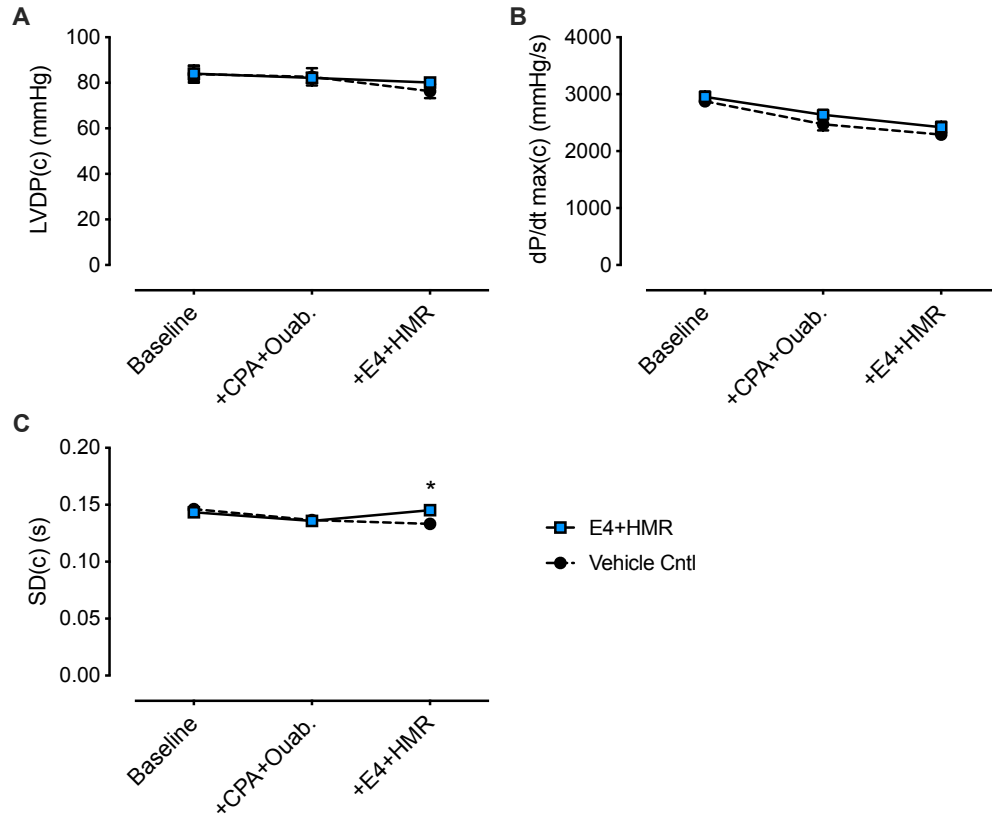 A
LVDP(c) (mmHg)
100
80
60
40
20
0
Baseline
+CPA+Ouab.
+E4+HMR
B
dP/dt max(c) (mmHg/s)
4000
3000
2000
1000
0
Baseline
+CPA+Ouab.
+E4+HMR
C
SD(c) (s)
0.20
0.15
0.10
0.05
0.00
*
Baseline
+CPA+Ouab.
+E4+HMR
E4+HMR
Vehicle Cntl